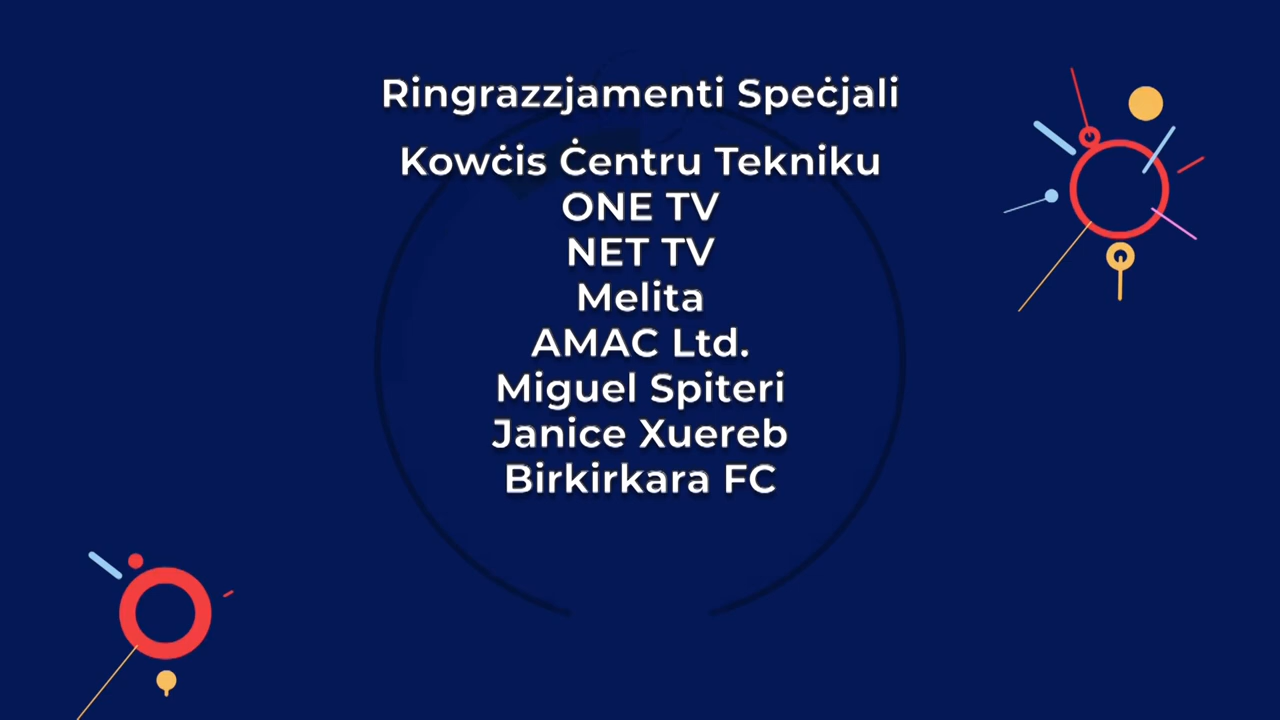 Ringrazzjamenti Speċjali
Kowċis Ċentru Tekniku
ONE TV
NET TV
Melita
AMAC Ltd.
Miguel Spiteri
Janice Xuereb
Birkirkara FC